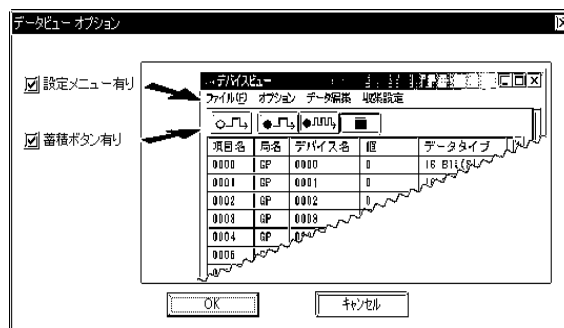 データビュー オプション
設定メニュー有り
蓄積ボタン有り
デバイスビュー
ファイル(F) オプション データ編集 収集設定
項目名 局名 デバイス名 値 データタイプ
0000 GP 0000 0 16 Bit
0001 GP 0001 0
0002 GP 0002 0
0003 GP 0003
0004 GP
0005
OK キャンセル